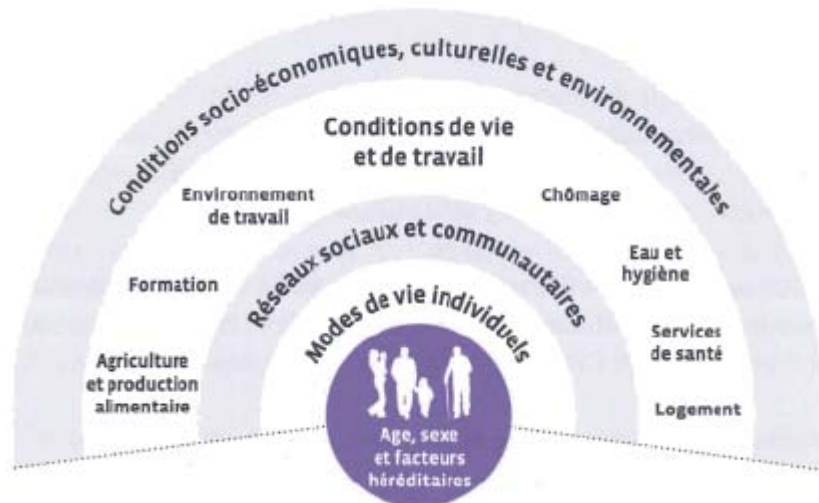 Conditions socio-économiques, culturelles et environnementales
Conditions de vie
et de travail
Environnement
de travail
Chômage
Réseaux sociaux et communautaires
Eau et
hygiène
Formation
Modes de vie individuels
Services
de santé
Agriculture
et production
alimentaire
Logement
Age, sexe
et facteurs
héréditaires